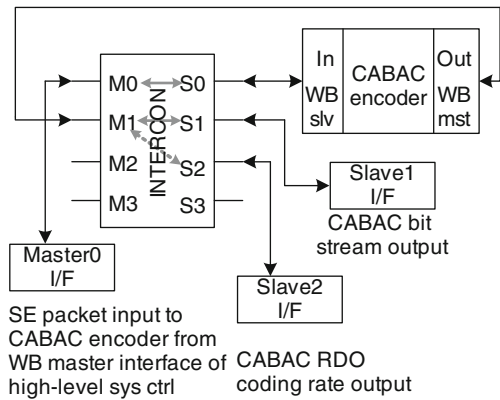 In
WB
slv
CABAC
encoder
Out
WB
mst
M0
M1
M2
M3
INTERCON
S0
S1
S2
S3
Slave1
I/F
CABAC bit
stream output
Master0
I/F
Slave2
I/F
SE packet input to
CABAC encoder from
WB master interface of
high-level sys ctrl
CABAC RDO
coding rate output